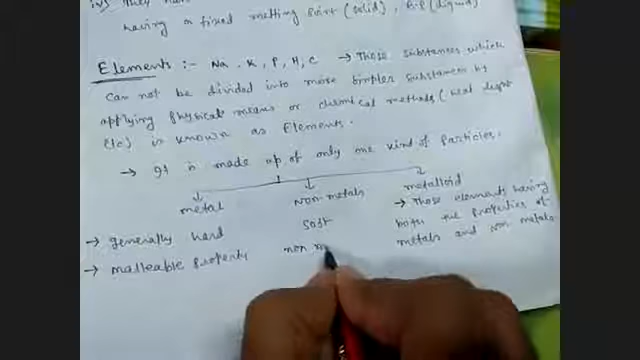 iv) They have
having a fixed melting point (solid), B.P (liquid)
Elements :- Na, K, P, H, C → Those substances which
can not be divided into more simpler substances by
applying physical means or chemical methods (heat light
etc) is known as Elements.
→ It is made up of only one kind of particles.
metal non metals metalloid
→ generally hard soft → Those elements having
both the properties of
→ malleable property non m metals and non metals